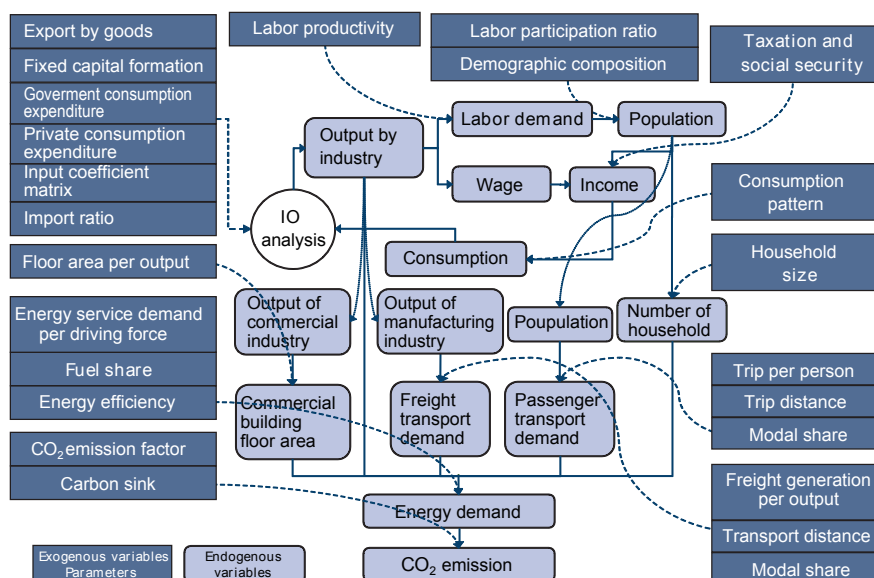 Export by goods
Fixed capital formation
Goverment consumption
expenditure
Private consumption
expenditure
Input coefficient
matrix
Import ratio
Floor area per output
Energy service demand
per driving force
Fuel share
Energy efficiency
CO2 emission factor
Carbon sink
Labor productivity
Labor participation ratio
Demographic composition
Taxation and
social security
Output by
industry
Labor demand
Population
Wage
Income
IO
analysis
Consumption
Consumption
pattern
Household
size
Output of
commercial
industry
Output of
manufacturing
industry
Poupulation
Number of
household
Commercial
building
floor area
Freight
transport
demand
Passenger
transport
demand
Trip per person
Trip distance
Modal share
Freight generation
per output
Transport distance
Modal share
Energy demand
CO2 emission
Exogenous variables
Parameters
Endogenous
variables